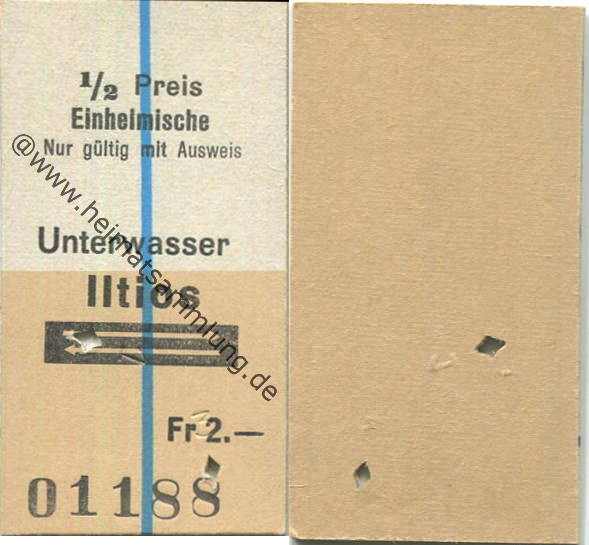 1/2 Preis
Einheimische
Nur gültig mit Ausweis
Unterwasser
Iltios
Fr 2.—
01188
@www.heimatsammlung.de